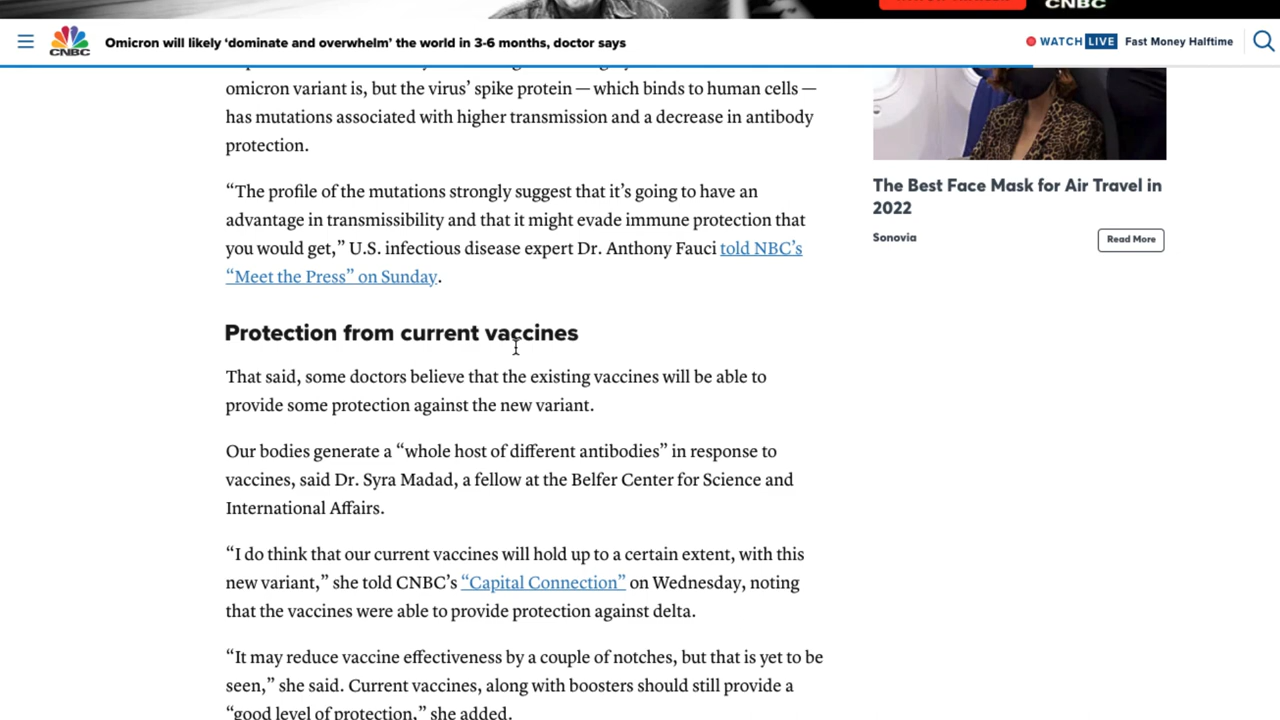 CNBC
CNBC
Omicron will likely ‘dominate and overwhelm’ the world in 3-6 months, doctor says
WATCH LIVE
Fast Money Halftime
omicron variant is, but the virus’ spike protein — which binds to human cells —
has mutations associated with higher transmission and a decrease in antibody
protection.
“The profile of the mutations strongly suggest that it’s going to have an
advantage in transmissibility and that it might evade immune protection that
you would get,” U.S. infectious disease expert Dr. Anthony Fauci told NBC’s
“Meet the Press” on Sunday.
Protection from current vaccines
That said, some doctors believe that the existing vaccines will be able to
provide some protection against the new variant.
Our bodies generate a “whole host of different antibodies” in response to
vaccines, said Dr. Syra Madad, a fellow at the Belfer Center for Science and
International Affairs.
“I do think that our current vaccines will hold up to a certain extent, with this
new variant,” she told CNBC’s “Capital Connection” on Wednesday, noting
that the vaccines were able to provide protection against delta.
“It may reduce vaccine effectiveness by a couple of notches, but that is yet to be
seen,” she said. Current vaccines, along with boosters should still provide a
“good level of protection,” she added.
The Best Face Mask for Air Travel in
2022
Sonovia
Read More